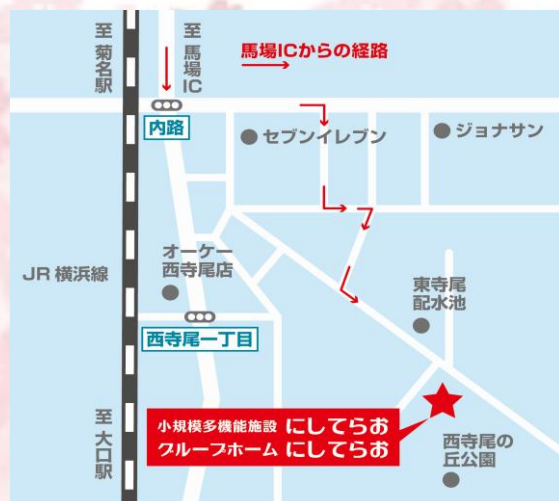 至
菊名駅
至
馬場IC
馬場ICからの経路
内路
セブンイレブン
ジョナサン
オーケー
西寺尾店
JR 横浜線
東寺尾
配水池
西寺尾一丁目
至
大口駅
小規模多機能施設 にしてらお
グループホーム にしてらお
西寺尾の
丘公園